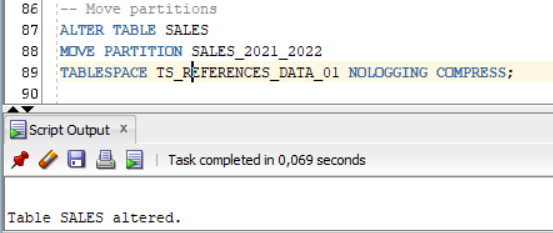 86 -- Move partitions
87 ALTER TABLE SALES
88 MOVE PARTITION SALES_2021_2022
89 TABLESPACE TS_REFERENCES_DATA_01 NOLOGGING COMPRESS;
90
Script Output x
Task completed in 0,069 seconds
Table SALES altered.